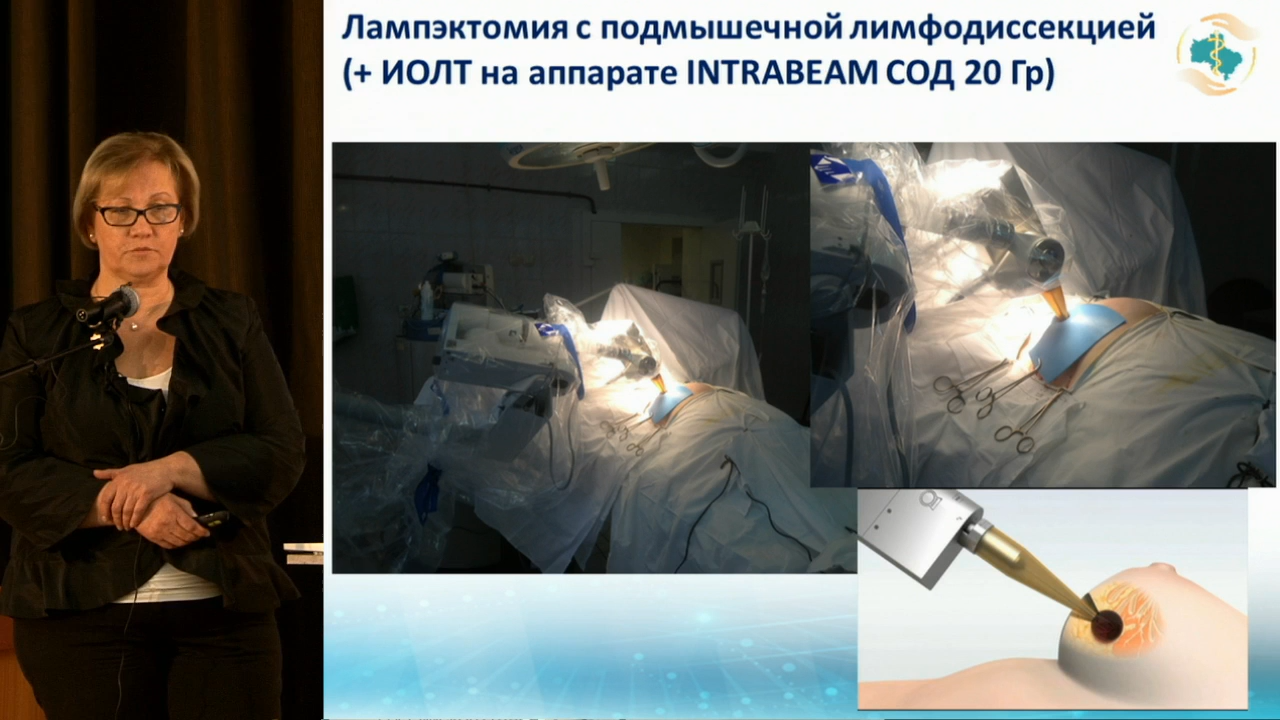 Лампэктомия с подмышечной лимфодиссекцией
(+ ИОЛТ на аппарате INTRABEAM СОД 20 Гр)